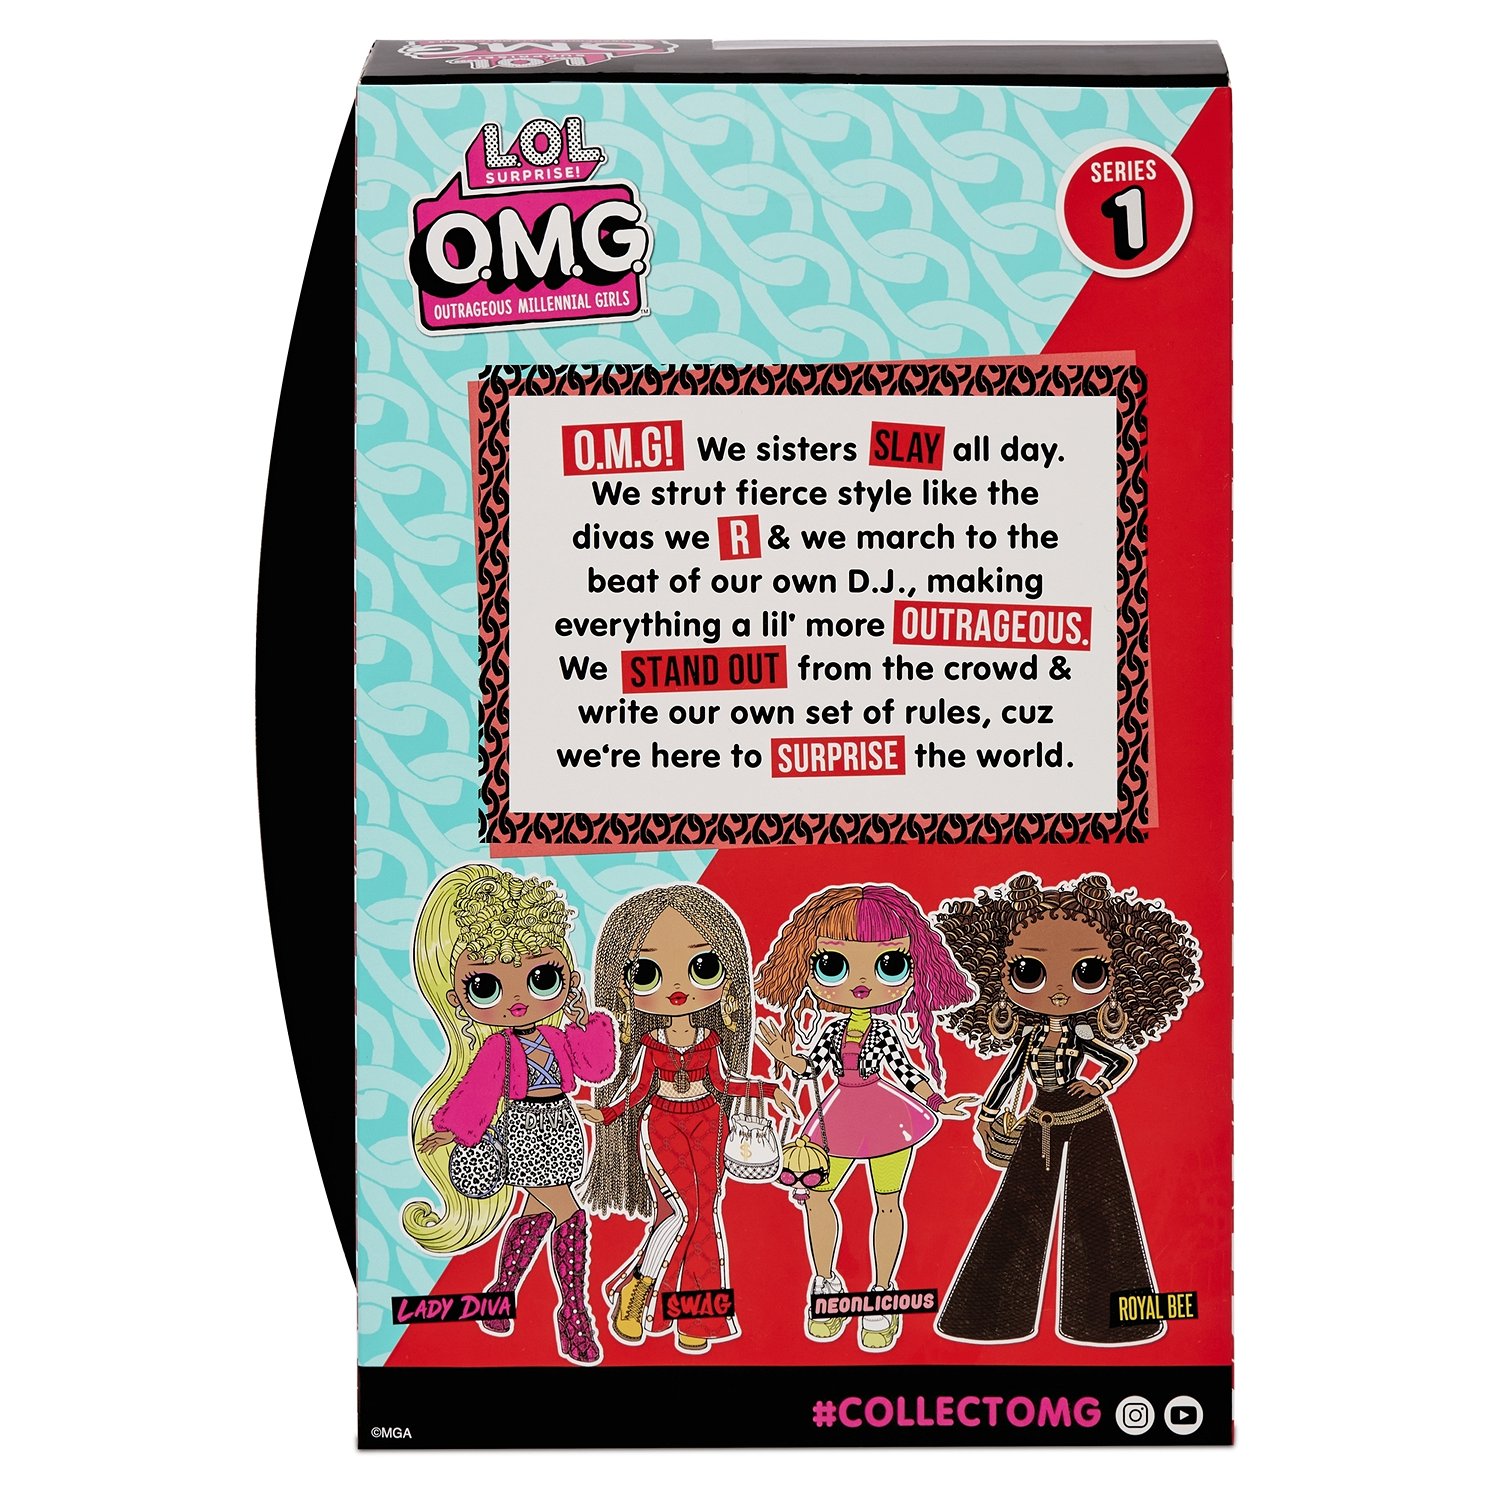 L.O.L.
SURPRISE!
O.M.G.
L.O.L.
SURPRISE!
O.M.G.
OUTRAGEOUS MILLENNIAL GIRLS
™
SERIES
1
O.M.G! We sisters SLAY all day.
We strut fierce style like the
divas we R & we march to the
beat of our own D.J., making
everything a lil' more OUTRAGEOUS.
We STAND OUT from the crowd &
write our own set of rules, cuz
we're here to SURPRISE the world.
DIVA
$
LADY DIVA
SWAG
NEONLICIOUS
ROYAL BEE
#COLLECTOMG
©MGA